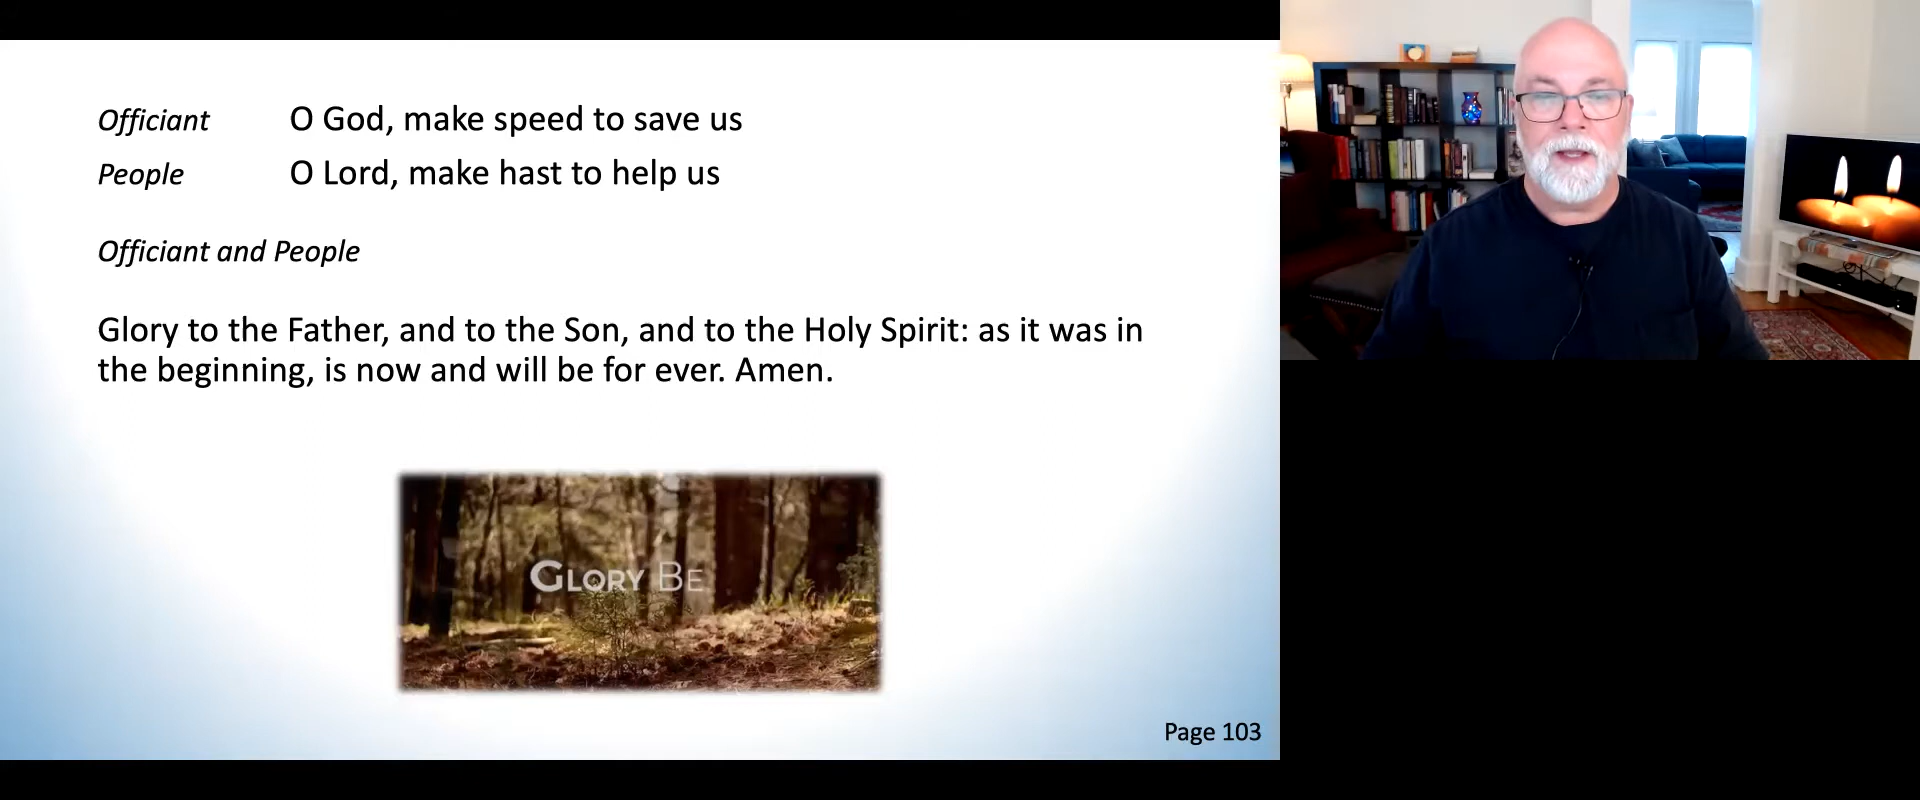 Officiant O God, make speed to save us
People O Lord, make hast to help us
Officiant and People
Glory to the Father, and to the Son, and to the Holy Spirit: as it was in
the beginning, is now and will be for ever. Amen.
GLORY BE
Page 103